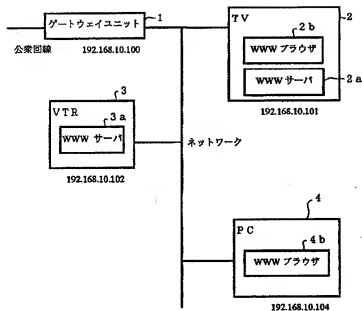 ゲートウェイユニット
1
公衆回線
192.168.10.100
TV
2
2b
WWW ブラウザ
WWW サーバ
2a
192.168.10.101
3
VTR
3a
WWW サーバ
192.168.10.102
ネットワーク
4
PC
4b
WWW ブラウザ
192.168.10.104